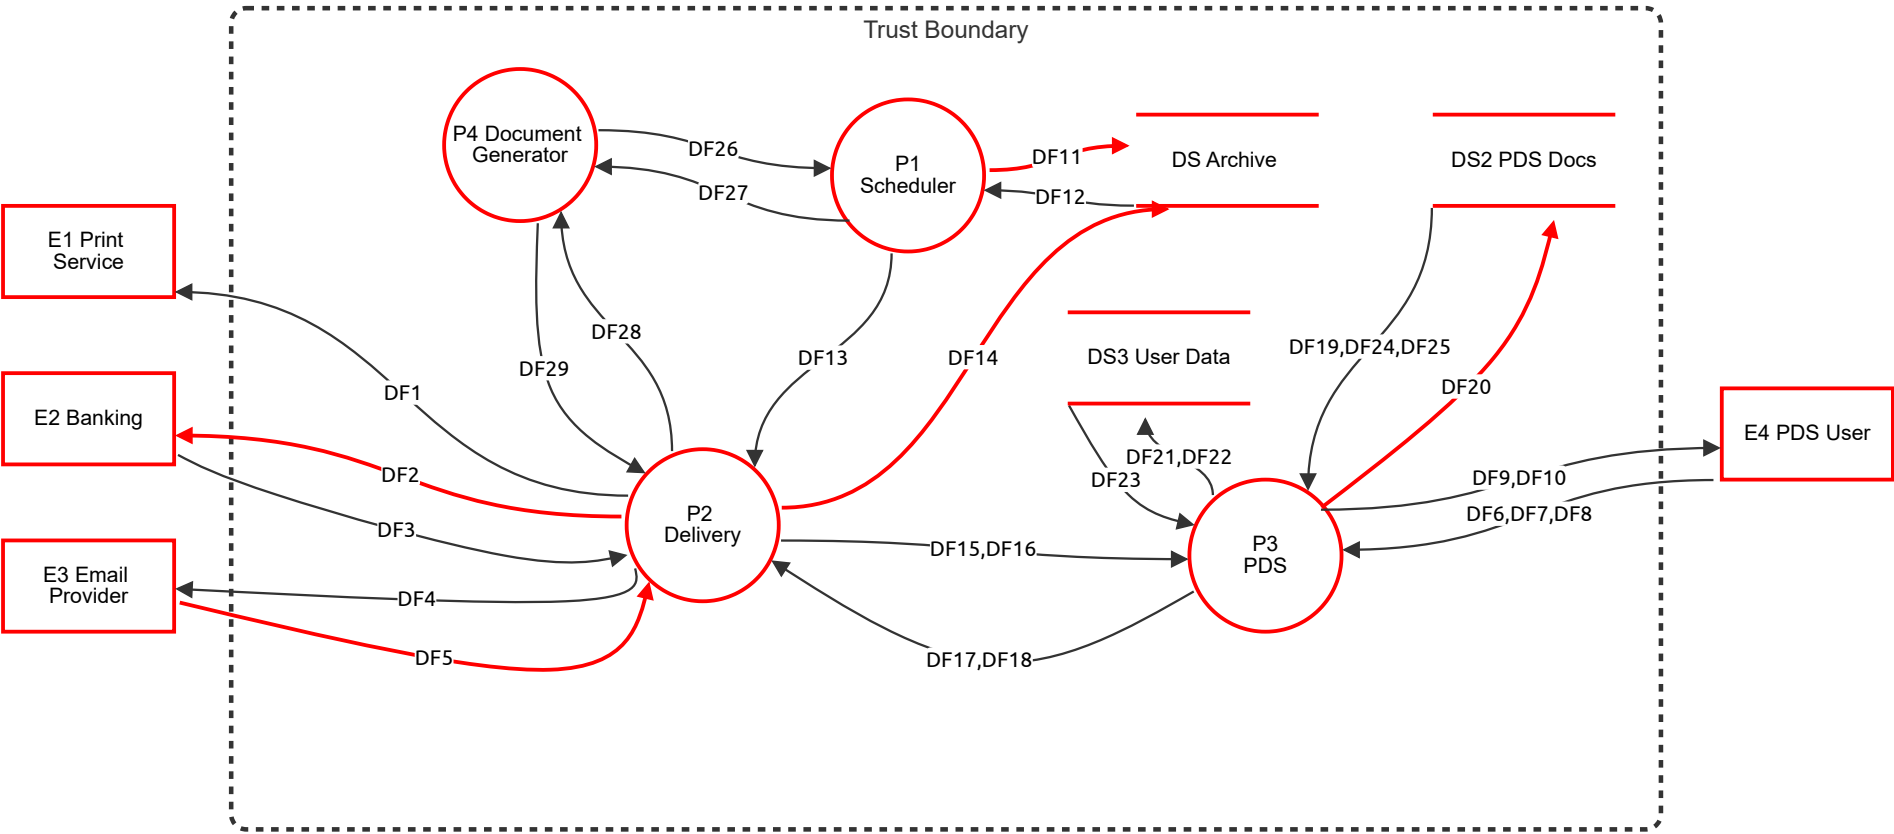 Trust Boundary
P4 Document
Generator
DF26
DF27
P1
Scheduler
DF11
DF12
DS Archive
DS2 PDS Docs
E1 Print
Service
DF28
DF29
DF13
DF14
DS3 User Data
DF19,DF24,DF25
DF20
DF1
E2 Banking
DF2
DF3
DF21,DF22
DF23
E4 PDS User
DF9,DF10
DF6,DF7,DF8
P2
Delivery
DF15,DF16
P3
PDS
E3 Email
Provider
DF4
DF5
DF17,DF18